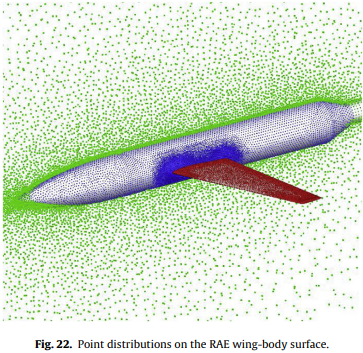 Fig. 22. Point distributions on the RAE wing-body surface.